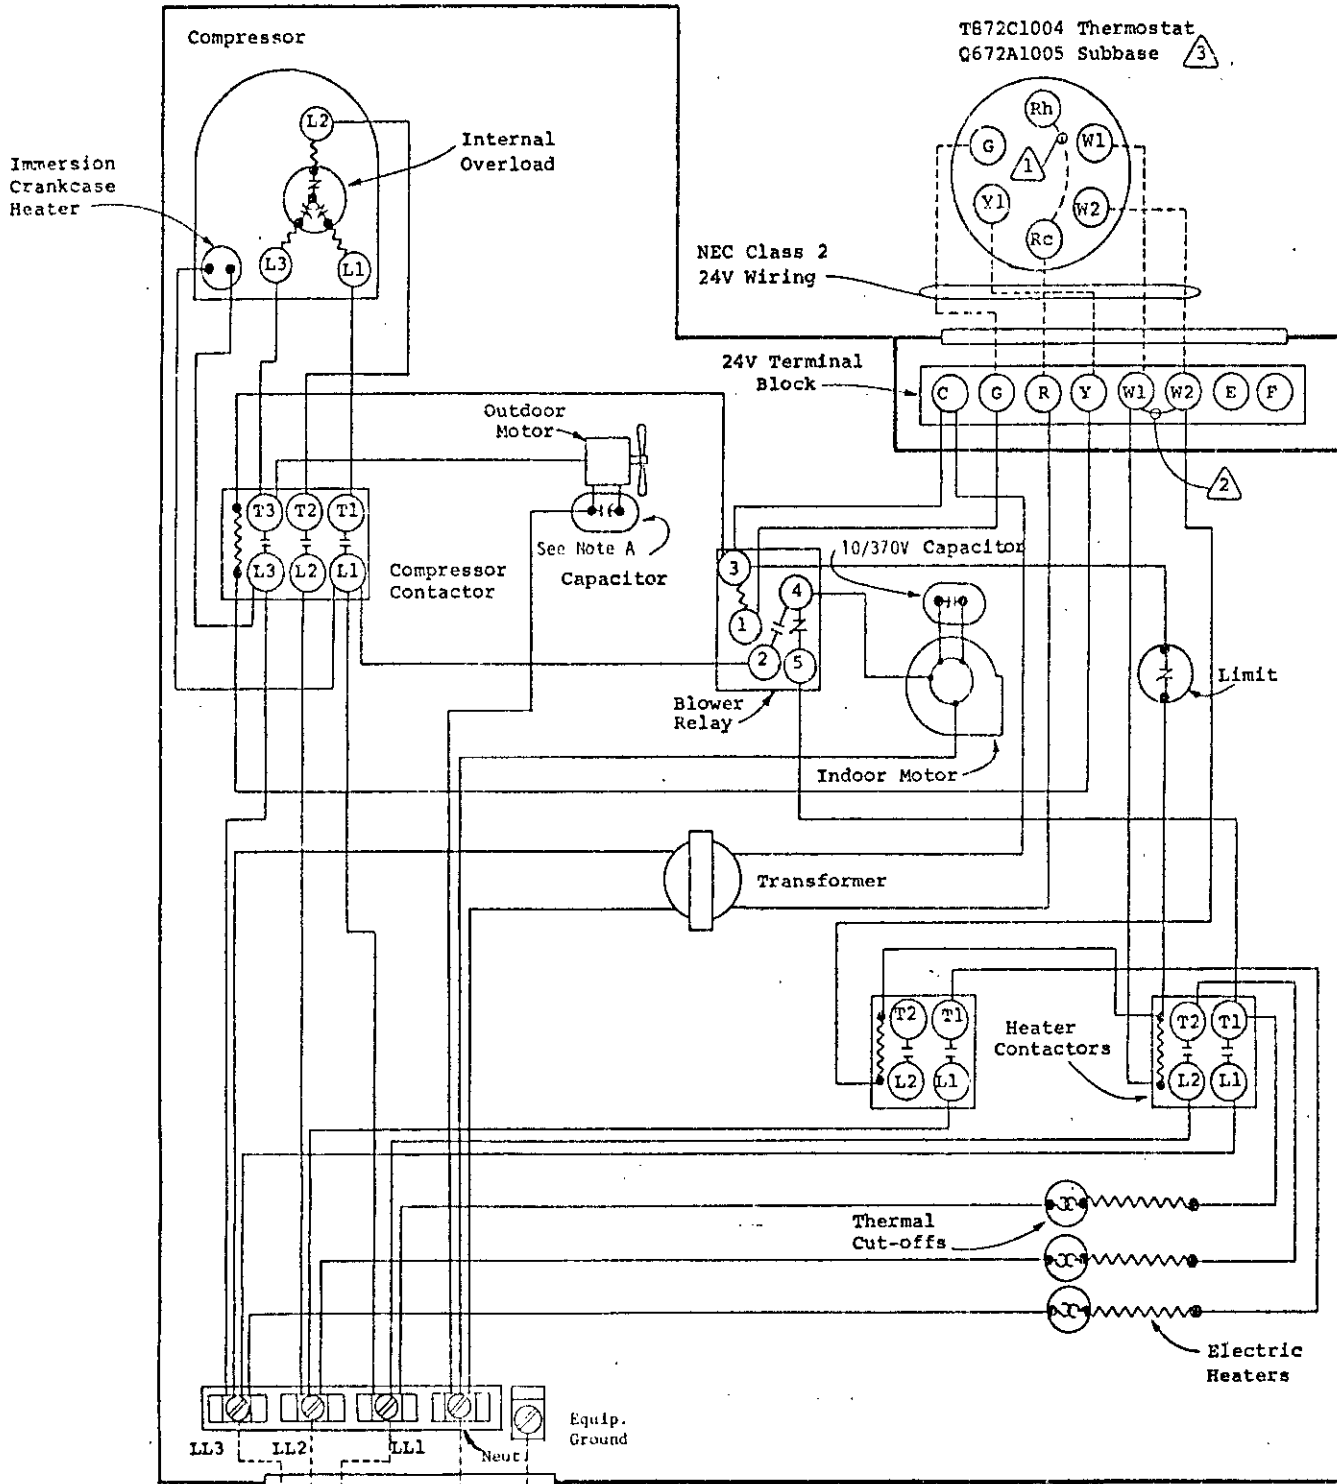 Compressor
T872C1004 Thermostat
Q672A1005 Subbase 3
L2
Internal
Overload
Immersion
Crankcase
Heater
L3
L1
Rh
G
W1
1
Y1
W2
Rc
NEC Class 2
24V Wiring
24V Terminal
Block
C G R Y W1 W2 E F
2
Outdoor
Motor
See Note A
Capacitor
T3 T2 T1
L3 L2 L1
Compressor
Contactor
10/370V Capacitor
3
4
1
2
5
Blower
Relay
Indoor Motor
Limit
Transformer
T2 T1
L2 L1
Heater
Contactors
T2 T1
L2 L1
Thermal
Cut-offs
Electric
Heaters
Equip.
Ground
LL3 LL2 LL1
Neut